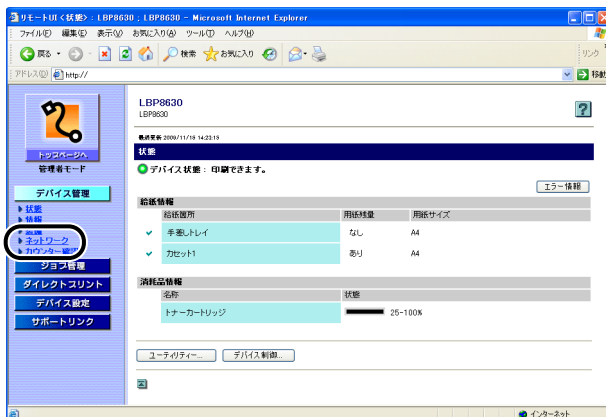 リモートUI <状態> : LBP8630 ; LBP8630 - Microsoft Internet Explorer
ファイル(F) 編集(E) 表示(V) お気に入り(A) ツール(T) ヘルプ(H)
戻る 検索 お気に入り リンク
アドレス(D) http:// 移動
LBP8630
LBP8630
最終更新 2009/11/18 14:23:15
トップページへ
管理者モード
状態
デバイス状態 : 印刷できます。
エラー情報
デバイス管理
状態
情報
ネットワーク
カウンター確認
ジョブ管理
ダイレクトプリント
デバイス設定
サポートリンク
給紙情報
給紙箇所 用紙残量 用紙サイズ
手差しトレイ なし A4
カセット1 あり A4
消耗品情報
名称 状態
トナーカートリッジ 25-100%
ユーティリティー... デバイス制御...
インターネット